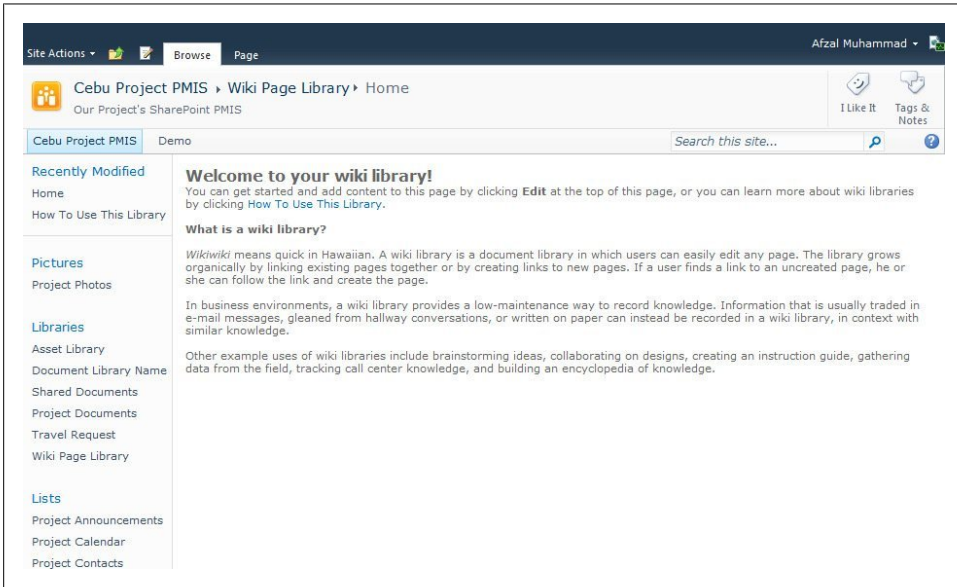 Afzal Muhammad
Site Actions Browse Page
Cebu Project PMIS Wiki Page Library Home
Our Project's SharePoint PMIS
I Like It
Tags &
Notes
Cebu Project PMIS Demo Search this site...
Recently Modified
Home
How To Use This Library
Pictures
Project Photos
Libraries
Asset Library
Document Library Name
Shared Documents
Project Documents
Travel Request
Wiki Page Library
Lists
Project Announcements
Project Calendar
Project Contacts
Welcome to your wiki library!
You can get started and add content to this page by clicking Edit at the top of this page, or you can learn more about wiki libraries
by clicking How To Use This Library.
What is a wiki library?
Wikiwiki means quick in Hawaiian. A wiki library is a document library in which users can easily edit any page. The library grows
organically by linking existing pages together or by creating links to new pages. If a user finds a link to an uncreated page, he or
she can follow the link and create the page.
In business environments, a wiki library provides a low-maintenance way to record knowledge. Information that is usually traded in
e-mail messages, gleaned from hallway conversations, or written on paper can instead be recorded in a wiki library, in context with
similar knowledge.
Other example uses of wiki libraries include brainstorming ideas, collaborating on designs, creating an instruction guide, gathering
data from the field, tracking call center knowledge, and building an encyclopedia of knowledge.